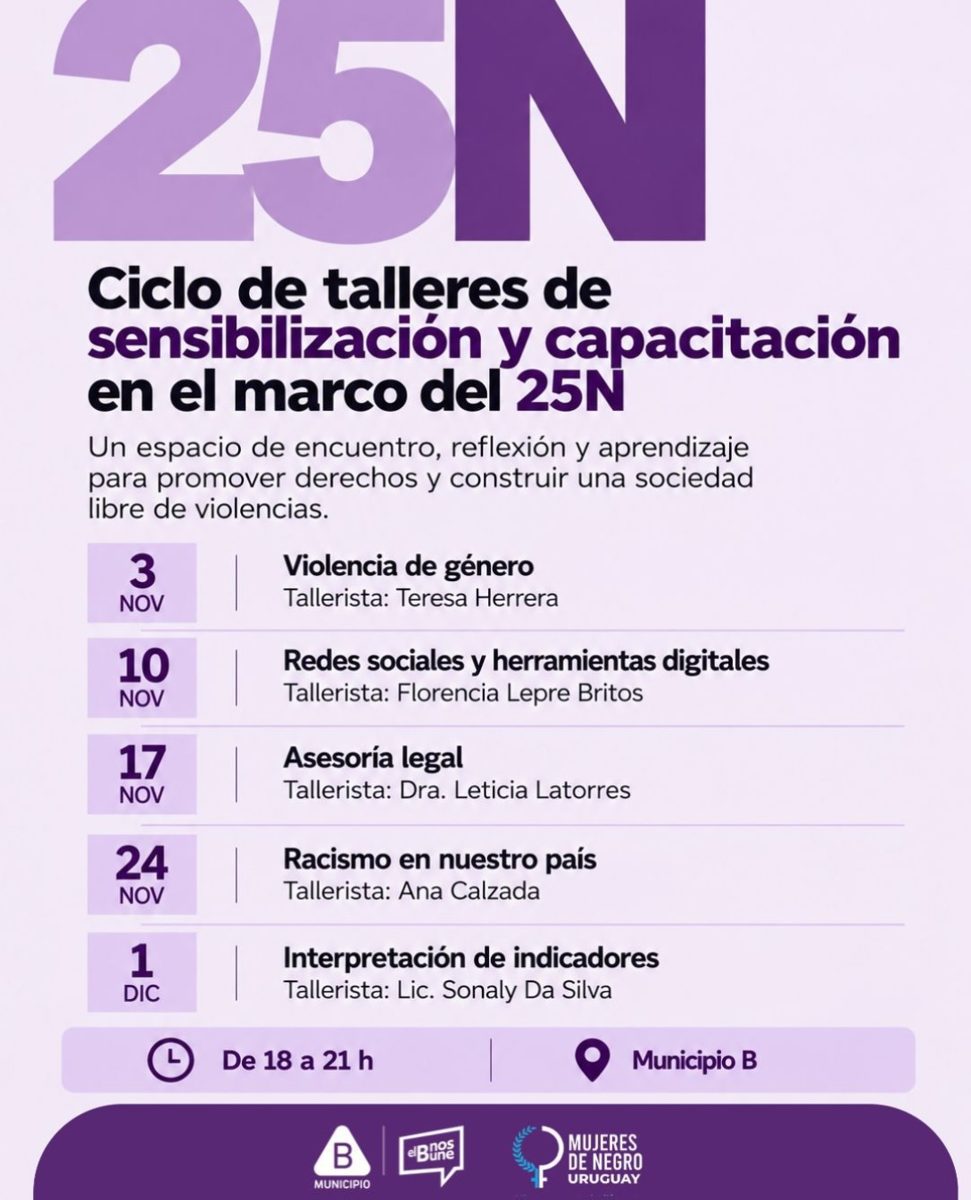 25N
Ciclo de talleres de
sensibilización y capacitación
en el marco del 25N
Un espacio de encuentro, reflexión y aprendizaje
para promover derechos y construir una sociedad
libre de violencias.
3
NOV
Violencia de género
Tallerista: Teresa Herrera
10
NOV
Redes sociales y herramientas digitales
Tallerista: Florencia Lepre Britos
17
NOV
Asesoría legal
Tallerista: Dra. Leticia Latorres
24
NOV
Racismo en nuestro país
Tallerista: Ana Calzada
1
DIC
Interpretación de indicadores
Tallerista: Lic. Sonaly Da Silva
De 18 a 21 h
Municipio B
B
MUNICIPIO
el B nos
une
MUJERES
DE NEGRO
URUGUAY